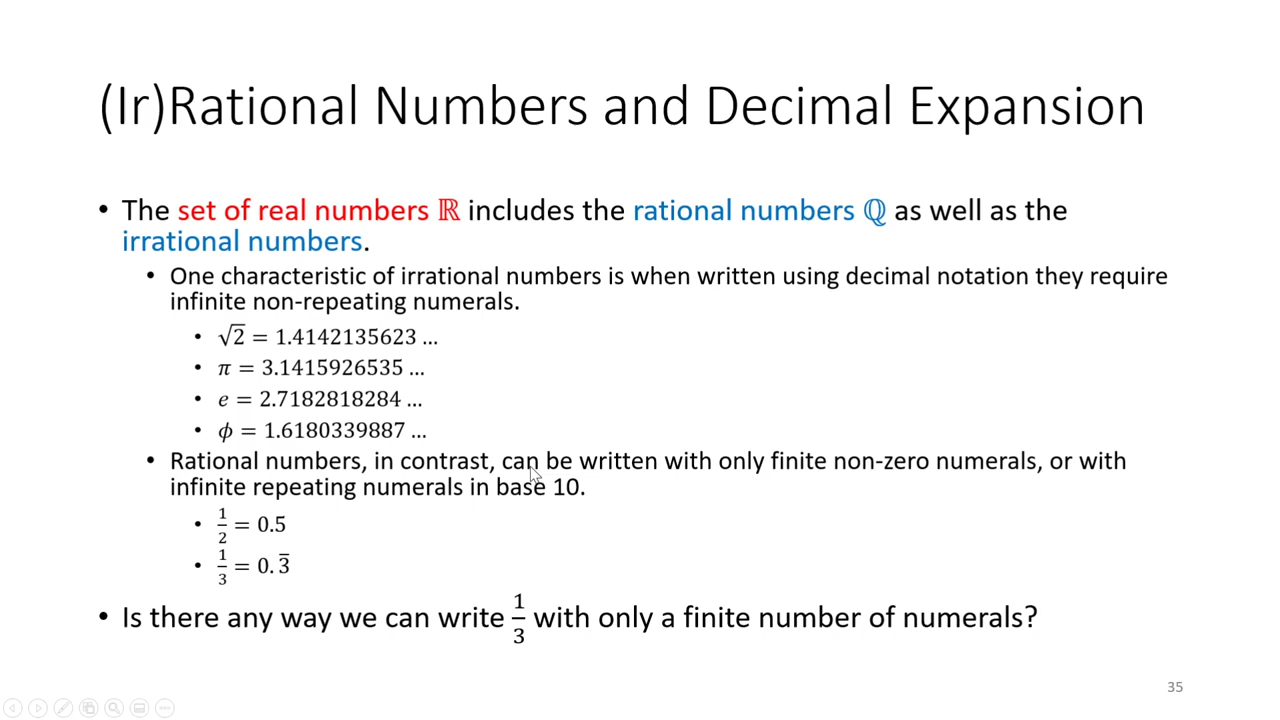 (Ir)Rational Numbers and Decimal Expansion
• The set of real numbers ℝ includes the rational numbers ℚ as well as the
irrational numbers.
• One characteristic of irrational numbers is when written using decimal notation they require
infinite non-repeating numerals.
• √2 = 1.4142135623 ...
• π = 3.1415926535 ...
• e = 2.7182818284 ...
• ϕ = 1.6180339887 ...
• Rational numbers, in contrast, can be written with only finite non-zero numerals, or with
infinite repeating numerals in base 10.
• 1/2 = 0.5
• 1/3 = 0.3̅
• Is there any way we can write 1/3 with only a finite number of numerals?
35